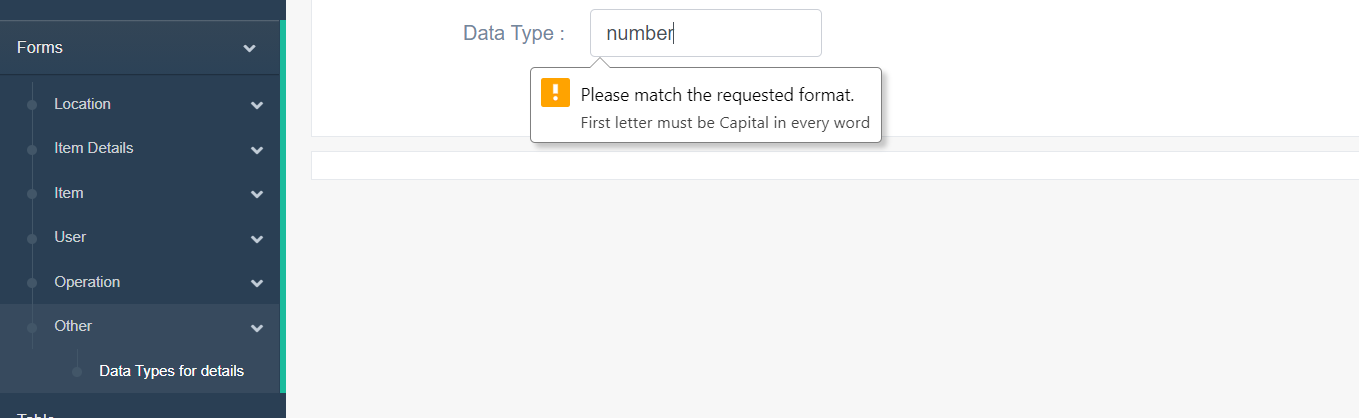 Forms
Location
Item Details
Item
User
Operation
Other
Data Types for details
Table
Data Type :
number
Please match the requested format.
First letter must be Capital in every word